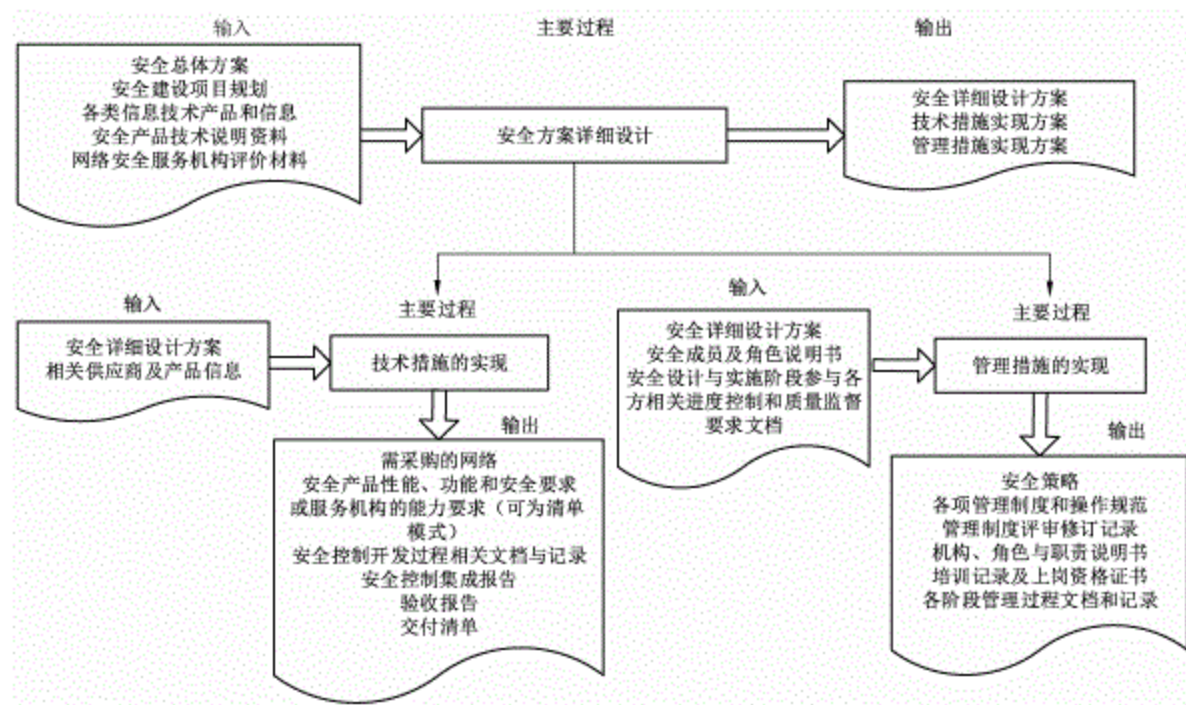 输入
主要过程
输出
安全总体方案
安全建设项目规划
各类信息技术产品和信息
安全产品技术说明资料
网络安全服务机构评价材料
安全方案详细设计
安全详细设计方案
技术措施实现方案
管理措施实现方案
输入
主要过程
安全详细设计方案
相关供应商及产品信息
技术措施的实现
输出
需采购的网络
安全产品性能、功能和安全要求
或服务机构的能力要求（可为清单
模式）
安全控制开发过程相关文档与记录
安全控制集成报告
验收报告
交付清单
输入
主要过程
安全详细设计方案
安全成员及角色说明书
安全设计与实施阶段参与各
方相关进度控制和质量监督
要求文档
管理措施的实现
输出
安全策略
各项管理制度和操作规范
管理制度评审修订记录
机构、角色与职责说明书
培训记录及上岗资格证书
各阶段管理过程文档和记录